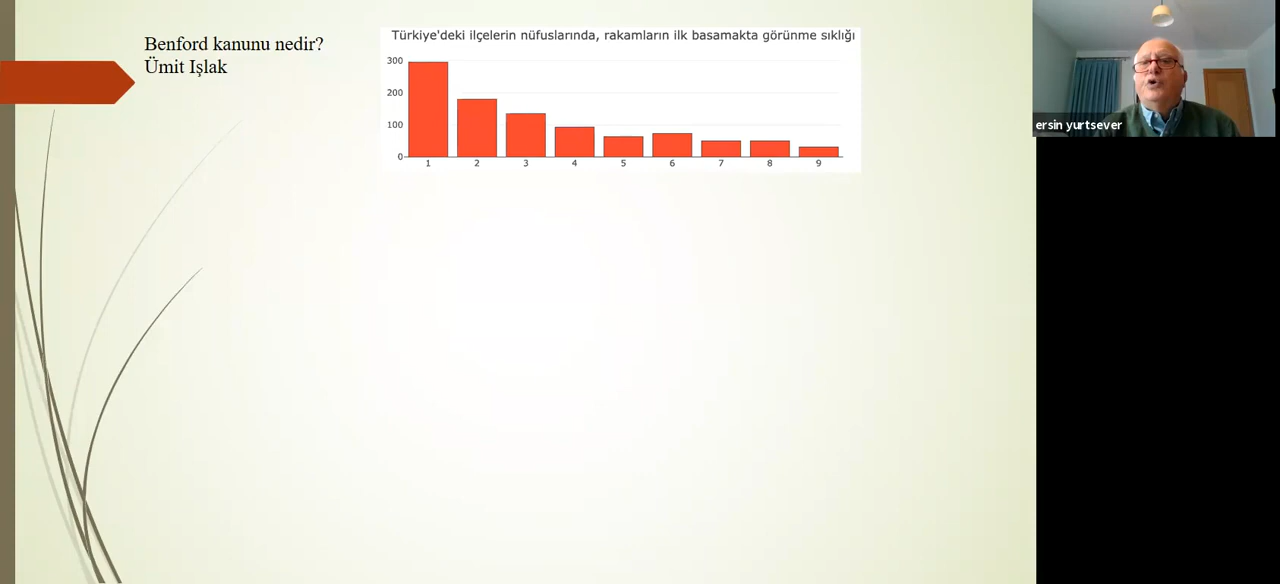 Benford kanunu nedir?
Ümit Işlak
Türkiye'deki ilçelerin nüfuslarında, rakamların ilk basamakta görünme sıklığı
300
200
100
0
1 2 3 4 5 6 7 8 9
ersin yurtsever